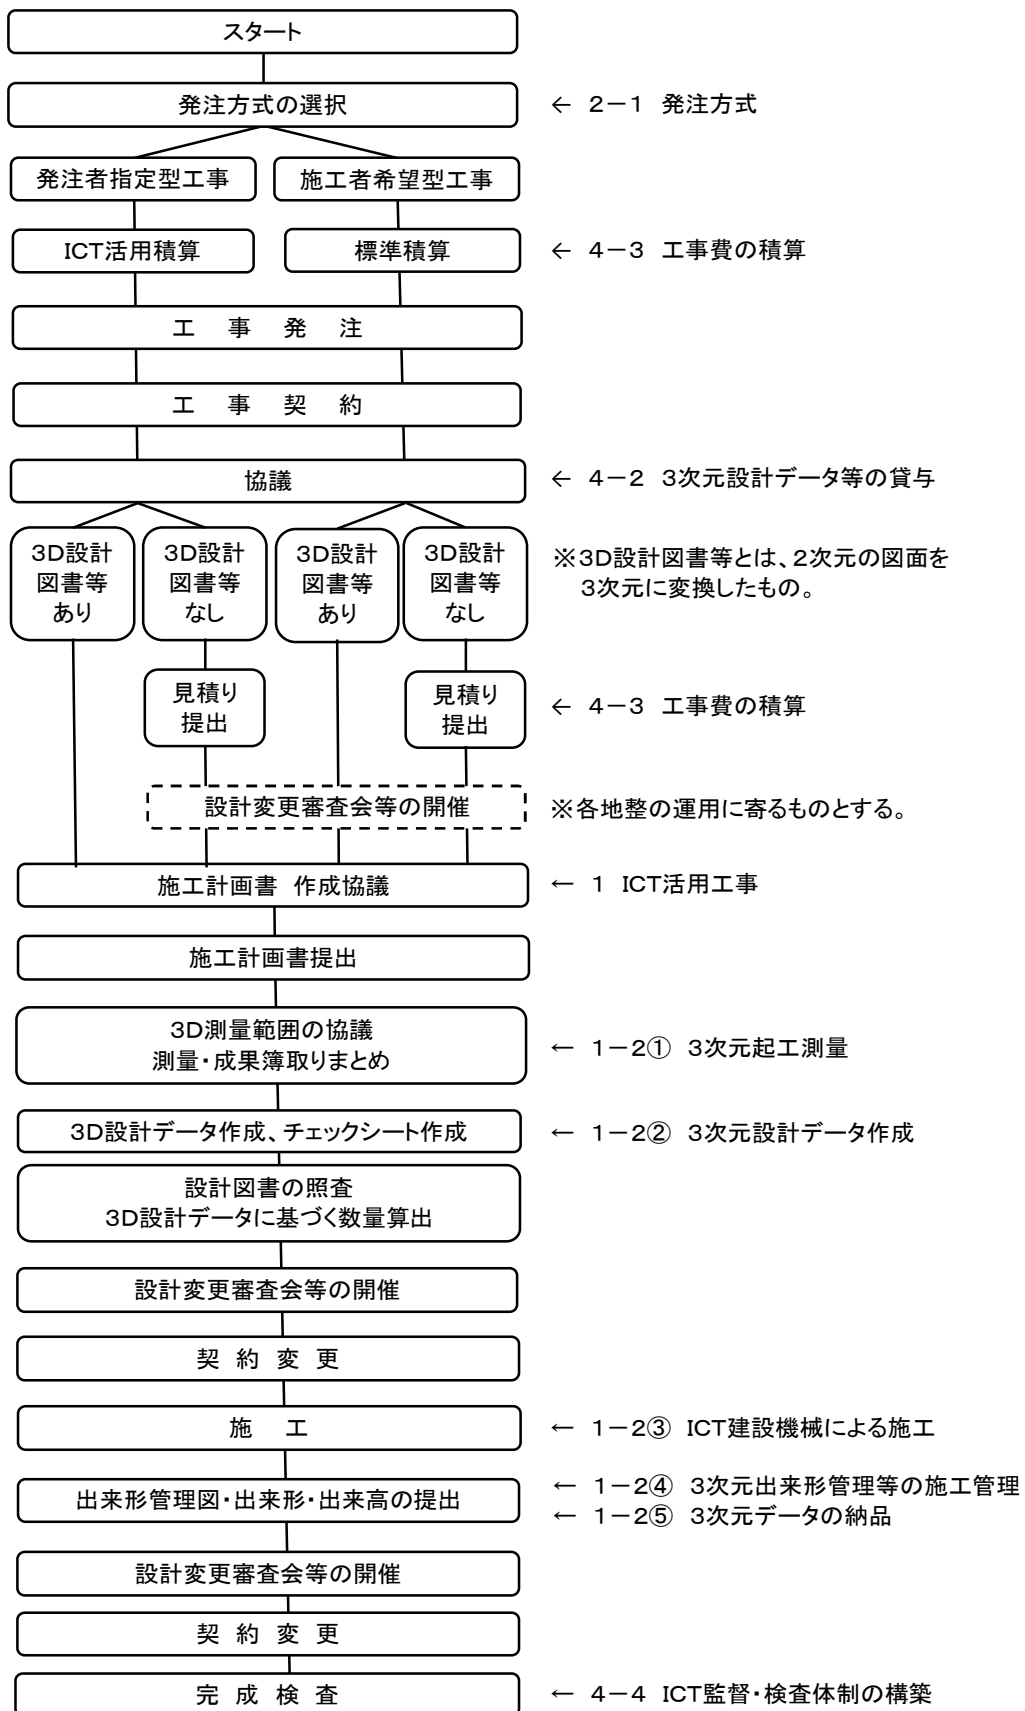 スタート
発注方式の選択
← 2－1 発注方式
発注者指定型工事
施工者希望型工事
ICT活用積算
標準積算
← 4－3 工事費の積算
工 事 発 注
工 事 契 約
協議
← 4－2 3次元設計データ等の貸与
3D設計
図書等
あり
3D設計
図書等
なし
3D設計
図書等
あり
3D設計
図書等
なし
※3D設計図書等とは、2次元の図面を
3次元に変換したもの。
見積り
提出
見積り
提出
← 4－3 工事費の積算
設計変更審査会等の開催
※各地整の運用に寄るものとする。
施工計画書 作成協議
← 1 ICT活用工事
施工計画書提出
3D測量範囲の協議
測量・成果簿取りまとめ
← 1－2① 3次元起工測量
3D設計データ作成、チェックシート作成
← 1－2② 3次元設計データ作成
設計図書の照査
3D設計データに基づく数量算出
設計変更審査会等の開催
契 約 変 更
施 工
← 1－2③ ICT建設機械による施工
出来形管理図・出来形・出来高の提出
← 1－2④ 3次元出来形管理等の施工管理
← 1－2⑤ 3次元データの納品
設計変更審査会等の開催
契 約 変 更
完 成 検 査
← 4－4 ICT監督・検査体制の構築